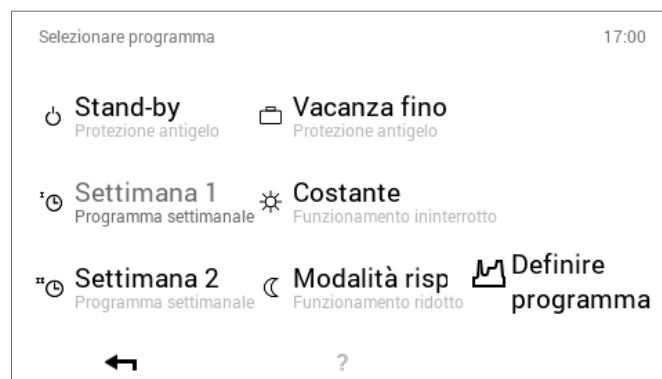 Selezionare programma 17:00
Stand-by
Protezione antigelo
Vacanza fino
Protezione antigelo
I Settimana 1
Programma settimanale
Costante
Funzionamento ininterrotto
II Settimana 2
Programma settimanale
Modalità risp
Funzionamento ridotto
Definire
programma
?